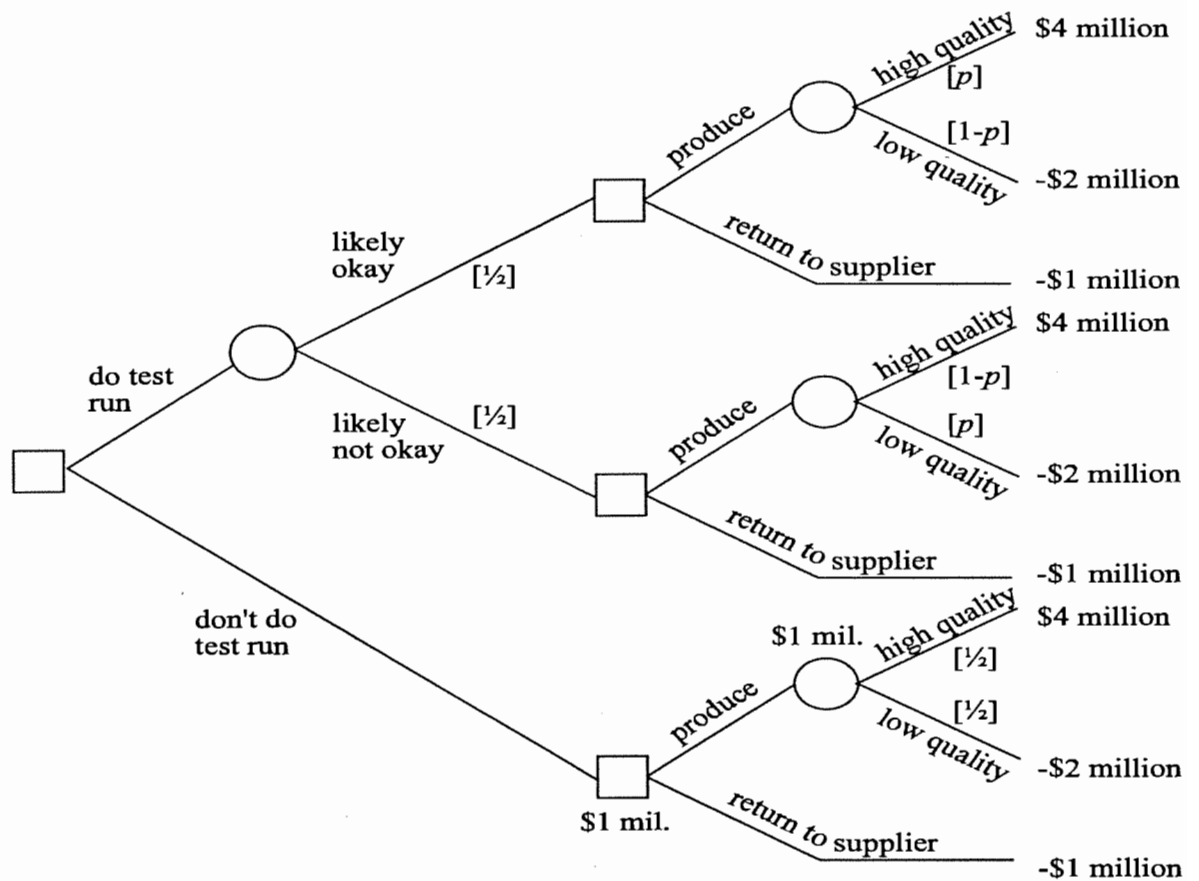 high quality
$4 million
[p]
produce
[1-p]
low quality
-$2 million
return to supplier
-$1 million
likely
okay
[½]
do test
run
likely
not okay
[½]
high quality
$4 million
[1-p]
produce
[p]
low quality
-$2 million
return to supplier
-$1 million
don't do
test run
$1 mil.
high quality
$4 million
[½]
produce
[½]
low quality
-$2 million
$1 mil.
return to supplier
-$1 million